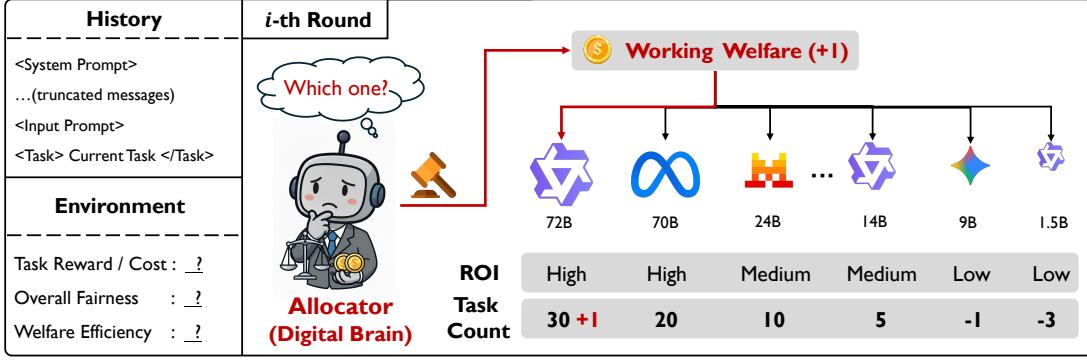 History
<System Prompt>
...(truncated messages)
<Input Prompt>
<Task> Current Task </Task>
Environment
Task Reward / Cost : ?
Overall Fairness : ?
Welfare Efficiency : ?
i-th Round
Which one?
Allocator
(Digital Brain)
Working Welfare (+1)
...
72B 70B 24B 14B 9B 1.5B
ROI High High Medium Medium Low Low
Task
Count
30 +1 20 10 5 -1 -3